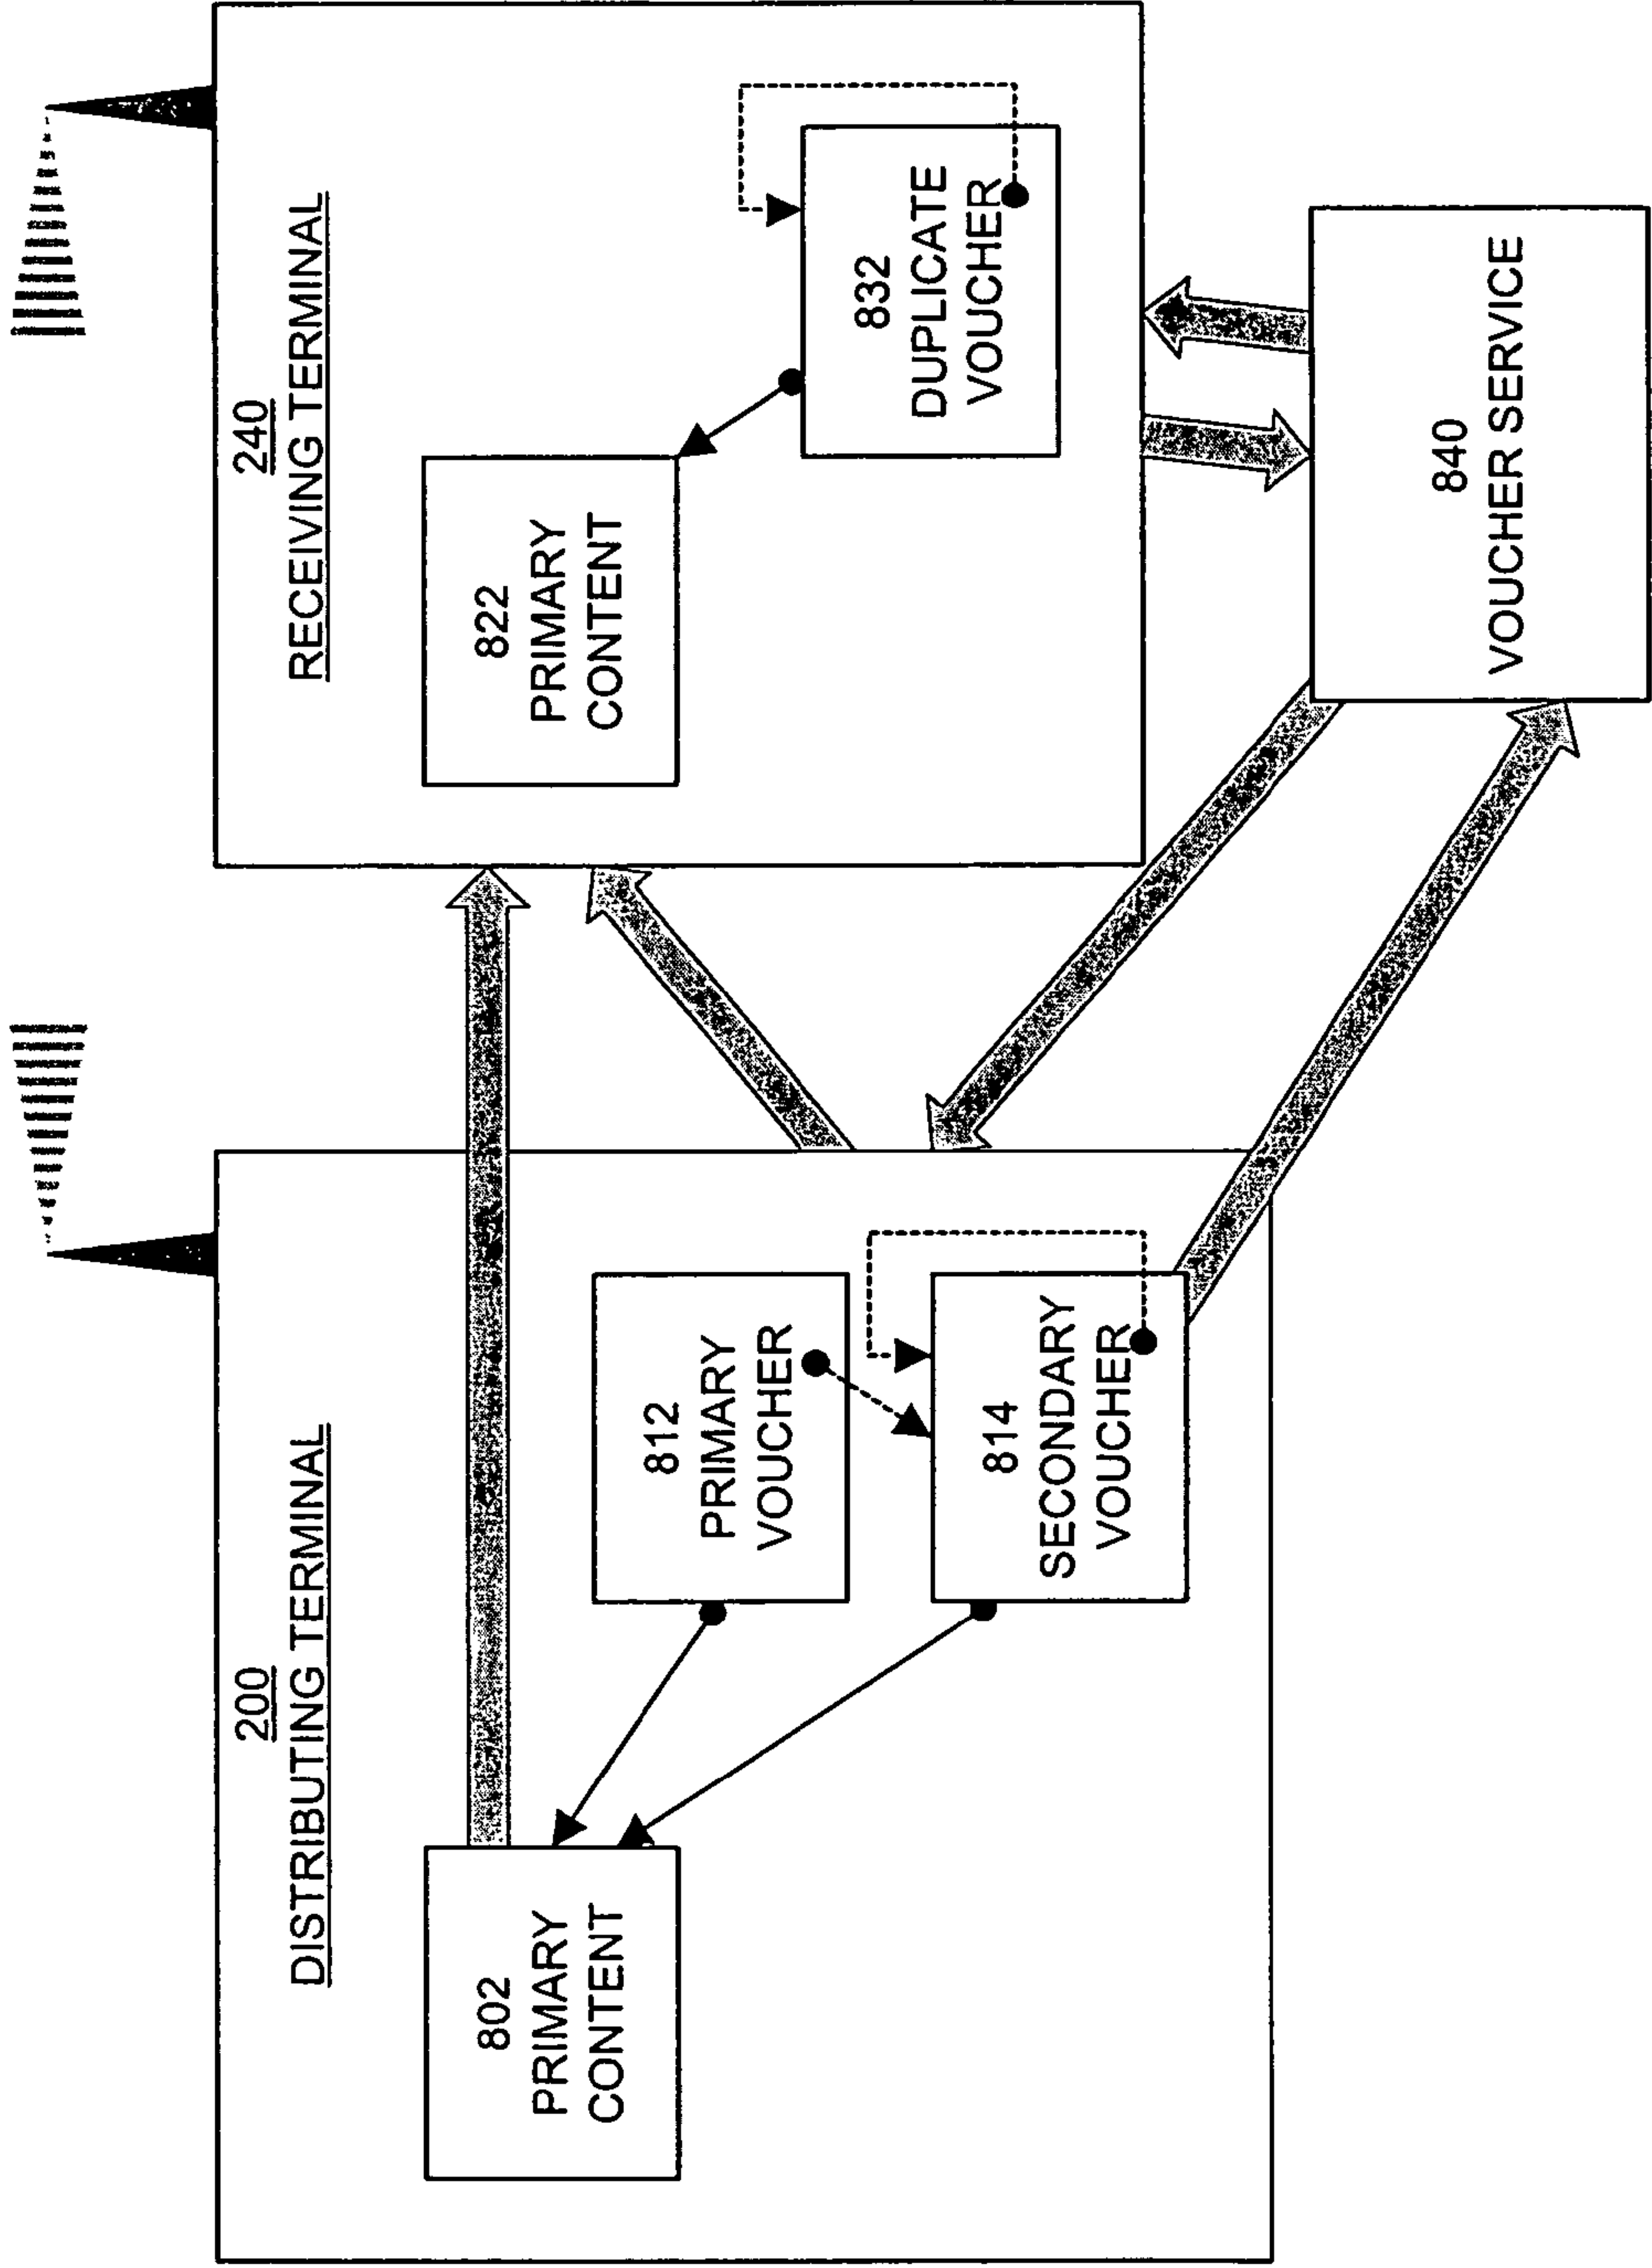 200
DISTRIBUTING TERMINAL
802
PRIMARY
CONTENT
812
PRIMARY
VOUCHER
814
SECONDARY
VOUCHER
240
RECEIVING TERMINAL
822
PRIMARY
CONTENT
832
DUPLICATE
VOUCHER
840
VOUCHER SERVICE